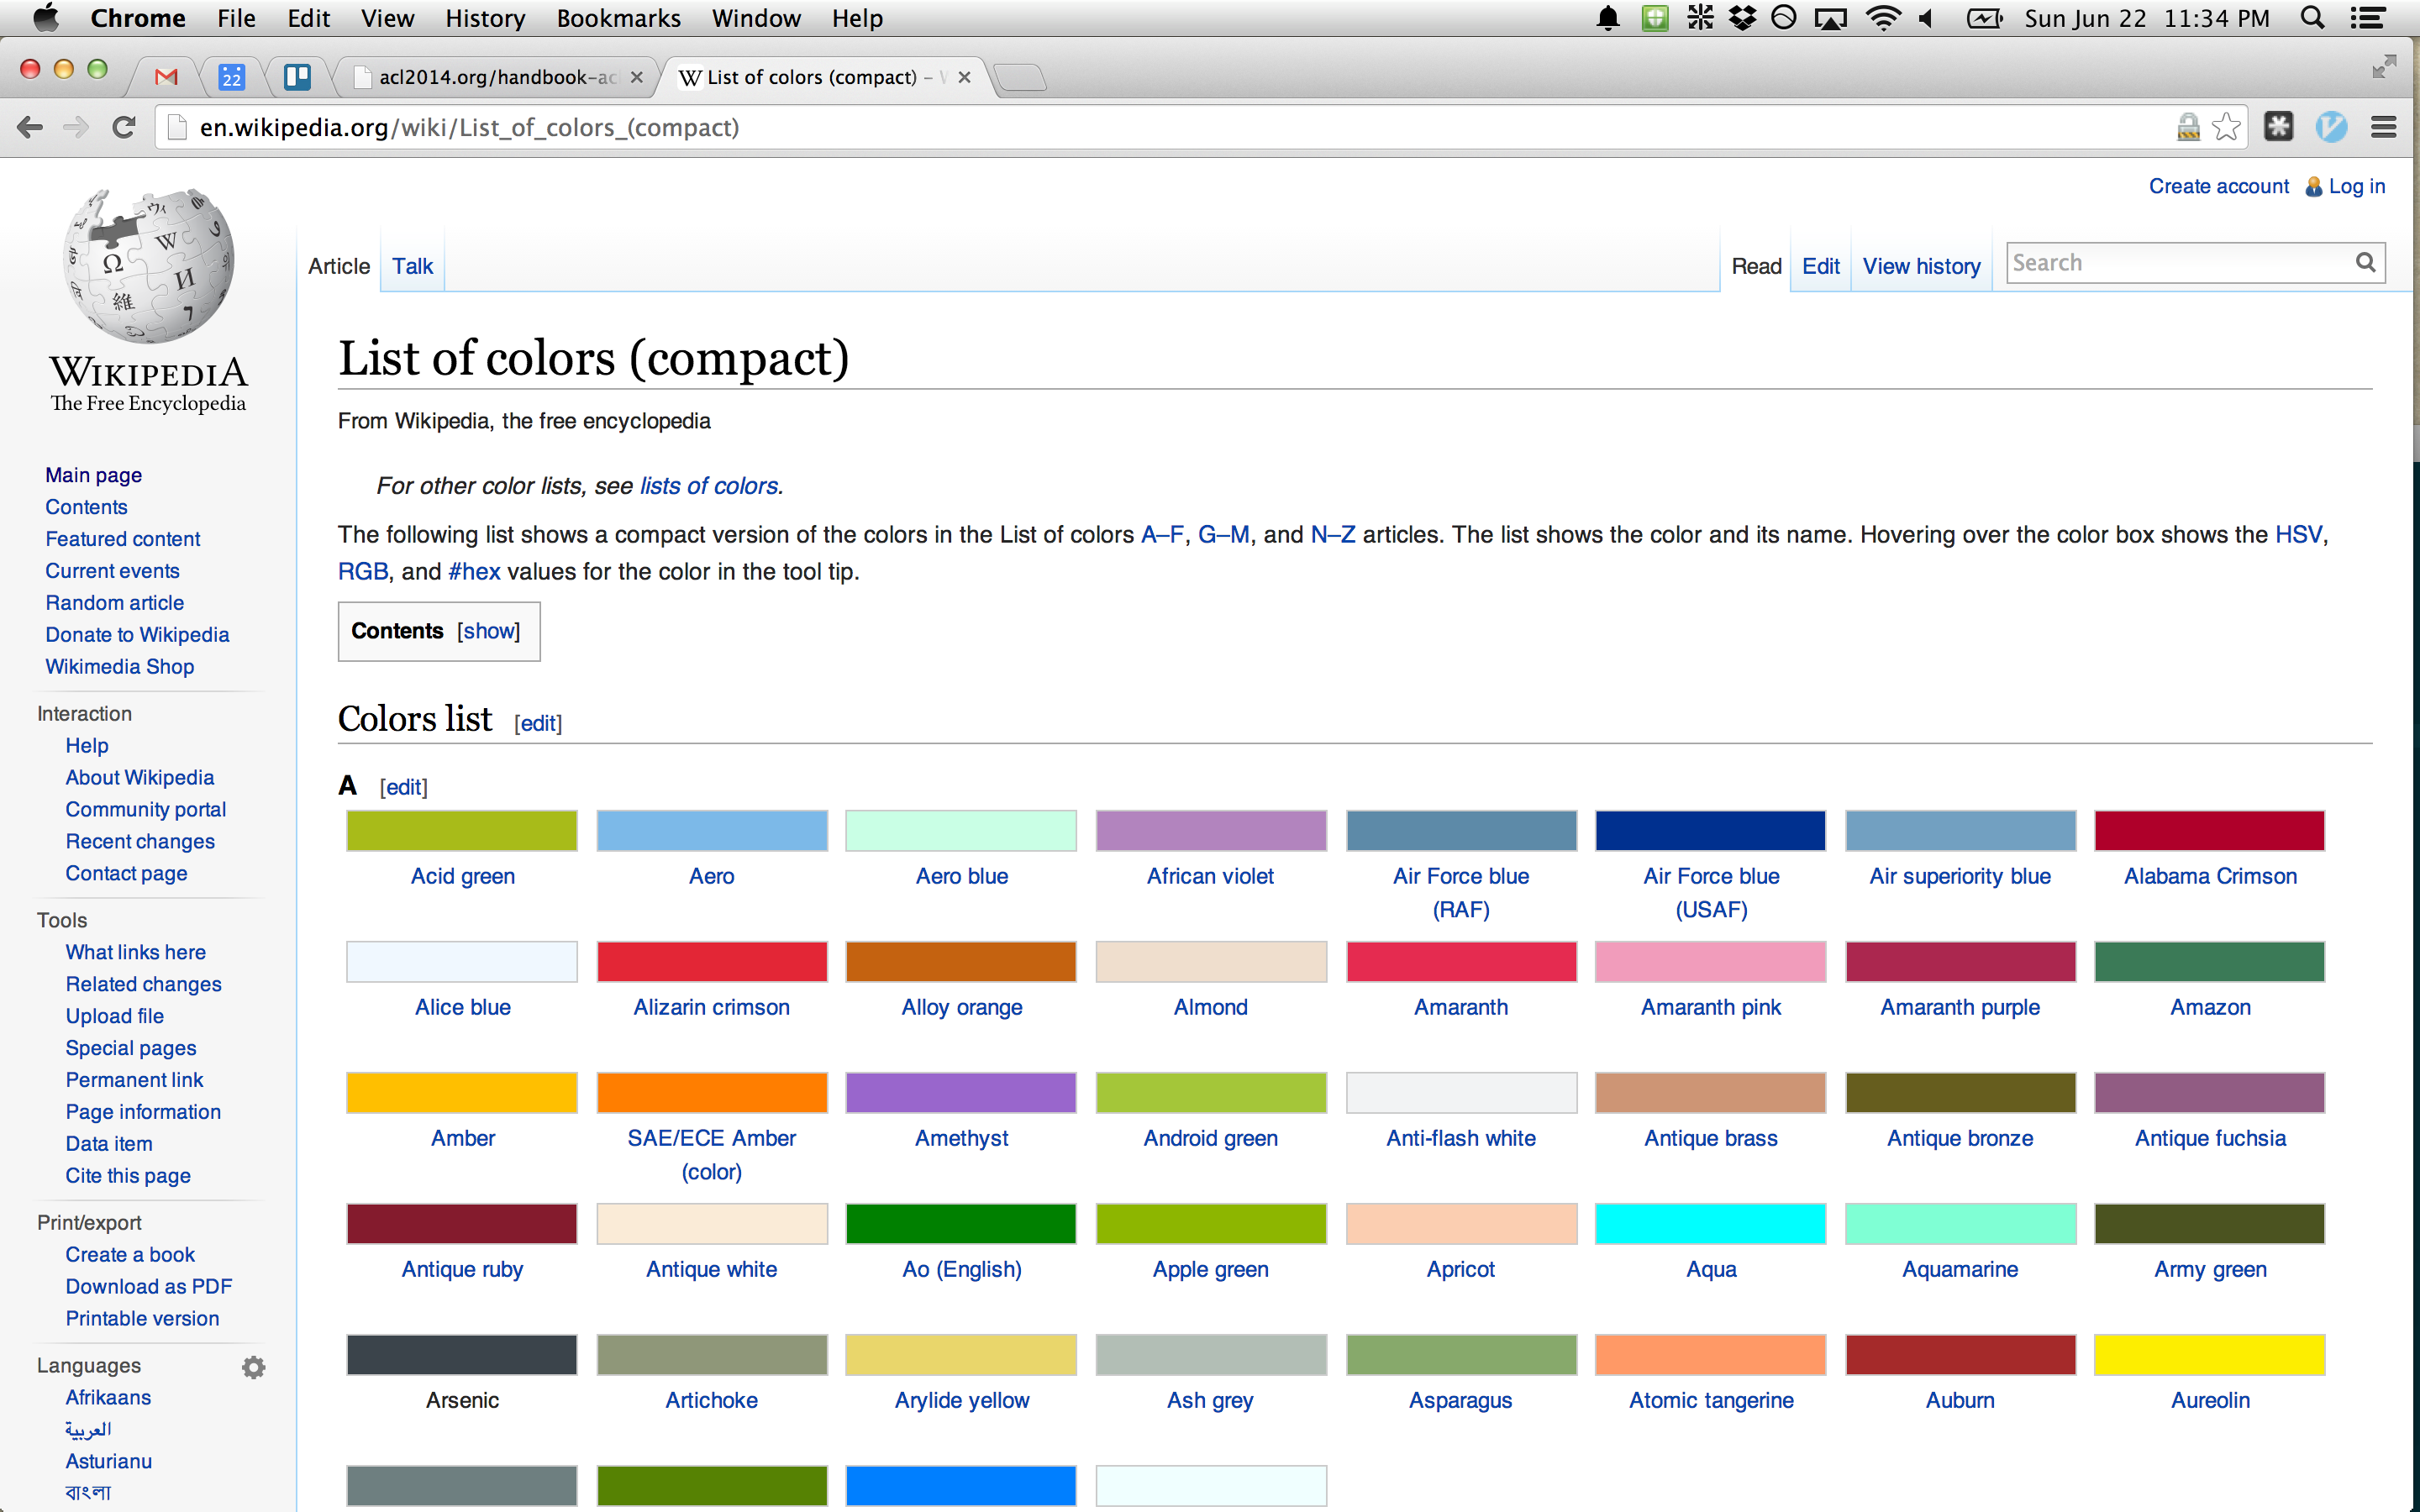 Chrome File Edit View History Bookmarks Window Help
Sun Jun 22 11:34 PM
22
acl2014.org/handbook-ac
W List of colors (compact) –
en.wikipedia.org/wiki/List_of_colors_(compact)
Create account Log in
Article Talk
Read Edit View history Search
WIKIPEDIA
The Free Encyclopedia
Main page
Contents
Featured content
Current events
Random article
Donate to Wikipedia
Wikimedia Shop
Interaction
Help
About Wikipedia
Community portal
Recent changes
Contact page
Tools
What links here
Related changes
Upload file
Special pages
Permanent link
Page information
Data item
Cite this page
Print/export
Create a book
Download as PDF
Printable version
Languages
Afrikaans
العربية
Asturianu
বাংলা
List of colors (compact)
From Wikipedia, the free encyclopedia
For other color lists, see lists of colors.
The following list shows a compact version of the colors in the List of colors A–F, G–M, and N–Z articles. The list shows the color and its name. Hovering over the color box shows the HSV,
RGB, and #hex values for the color in the tool tip.
Contents [show]
Colors list [edit]
A [edit]
Acid green Aero Aero blue African violet Air Force blue (RAF) Air Force blue (USAF) Air superiority blue Alabama Crimson
Alice blue Alizarin crimson Alloy orange Almond Amaranth Amaranth pink Amaranth purple Amazon
Amber SAE/ECE Amber (color) Amethyst Android green Anti-flash white Antique brass Antique bronze Antique fuchsia
Antique ruby Antique white Ao (English) Apple green Apricot Aqua Aquamarine Army green
Arsenic Artichoke Arylide yellow Ash grey Asparagus Atomic tangerine Auburn Aureolin